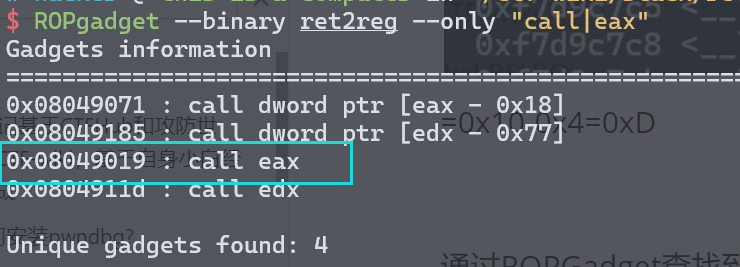 $ ROPgadget --binary ret2reg --only "call|eax"
0xf7d9c7c8 <__
Gadgets information
0x08049071 : call dword ptr [eax - 0x18]
0x08049185 : call dword ptr [edx - 0x77]
=0x10,0x4=0xD
0x08049019 : call eax
0x0804911d : call edx
Unique gadgets found: 4
通过ROPGadget查找到